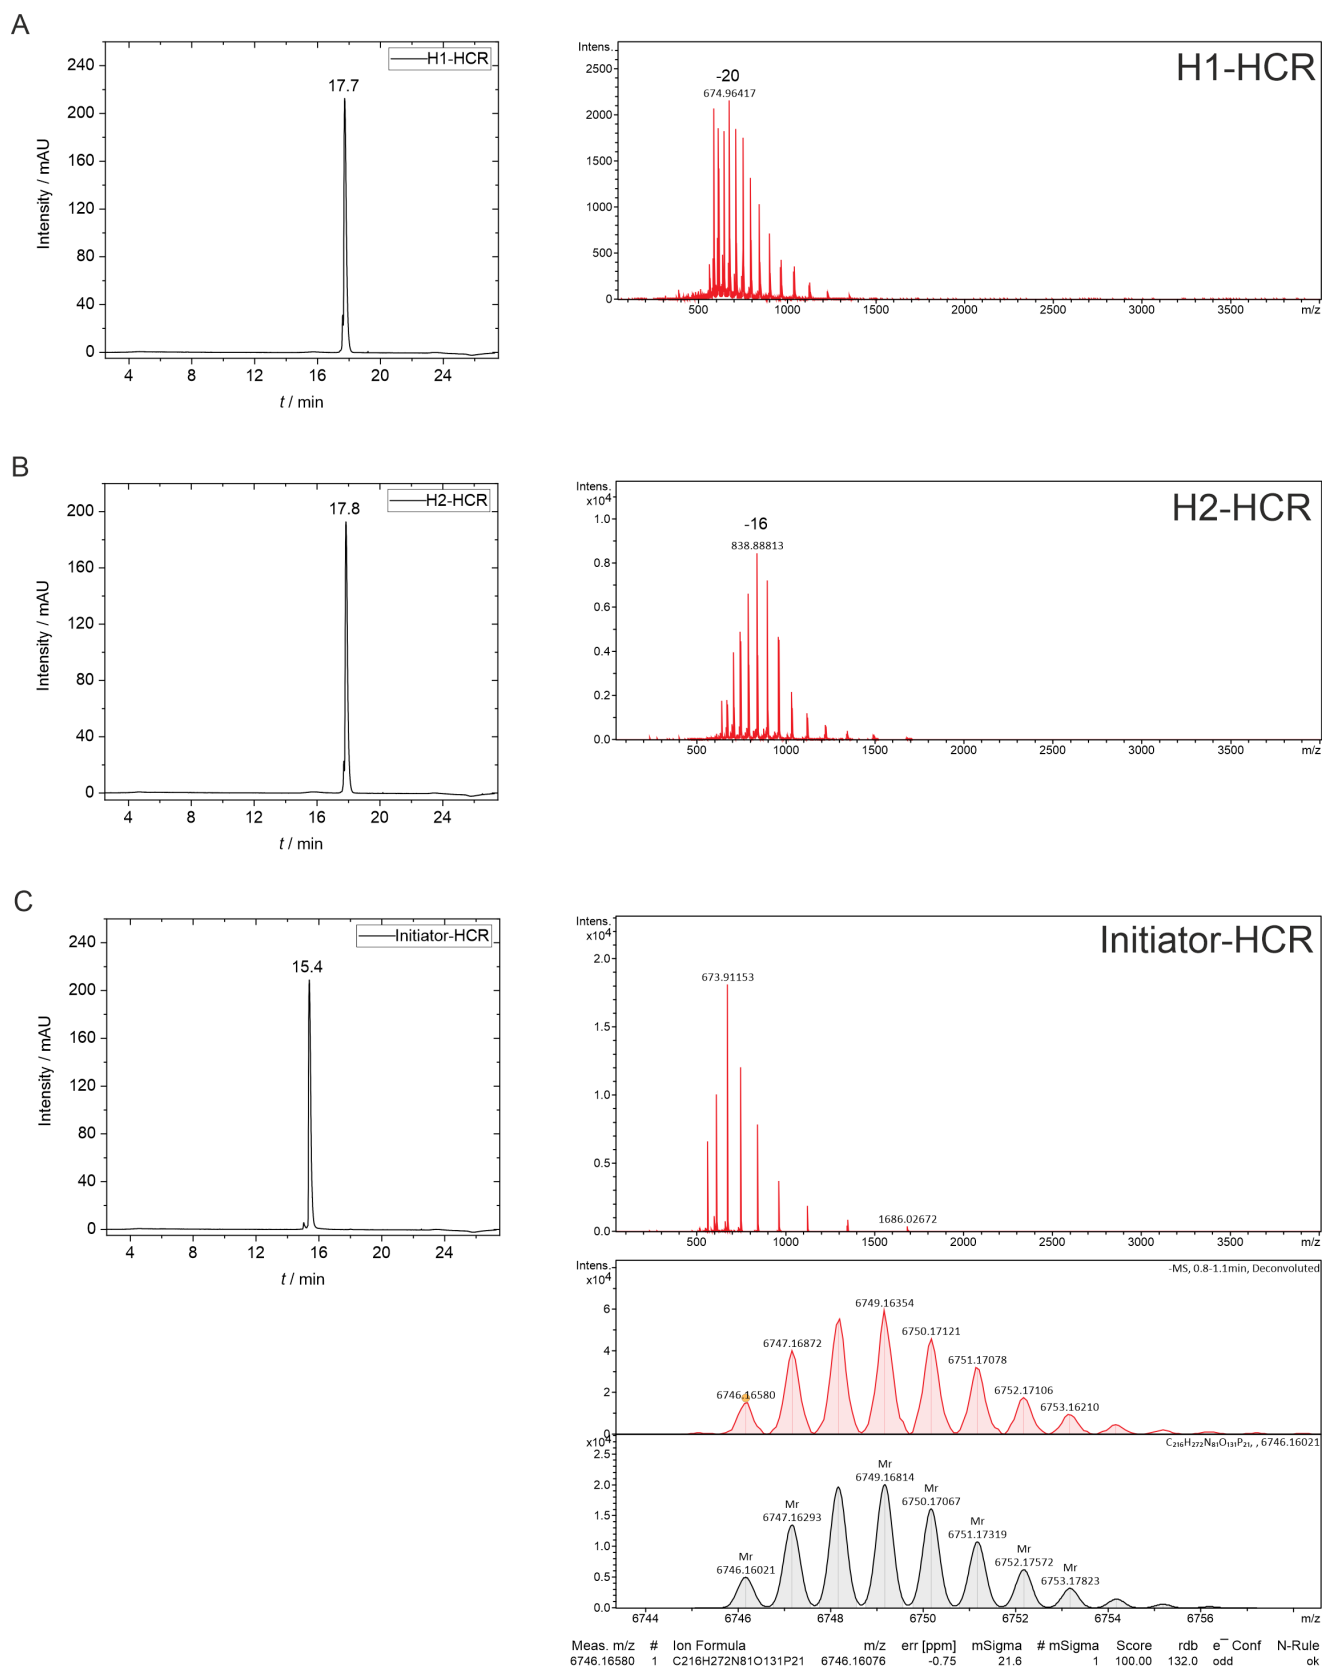 A
H1-HCR
17.7
240
200
160
120
80
40
0
Intensity / mAU
4 8 12 16 20 24
t / min
Intens.
2500
2000
1500
1000
500
0
-20
674.96417
H1-HCR
500 1000 1500 2000 2500 3000 3500 m/z
B
H2-HCR
17.8
200
160
120
80
40
0
Intensity / mAU
4 8 12 16 20 24
t / min
Intens.
x10⁴
1.0
0.8
0.6
0.4
0.2
0.0
-16
838.88813
H2-HCR
500 1000 1500 2000 2500 3000 3500 m/z
C
Initiator-HCR
15.4
240
200
160
120
80
40
0
Intensity / mAU
4 8 12 16 20 24
t / min
Intens.
x10⁴
2.0
1.5
1.0
0.5
0.0
673.91153
1686.02672
Initiator-HCR
500 1000 1500 2000 2500 3000 3500 m/z
Intens.
x10⁴
6
4
2
0
-MS, 0.8-1.1min, Deconvoluted
6749.16354
6750.17121
6747.16872
6751.17078
6746.16580
6752.17106
6753.16210
x10⁴
2.5
2.0
1.5
1.0
0.5
0.0
C₂₁₆H₂₇₂N₈₁O₁₃₁P₂₁, , 6746.16021
Mr
6749.16814
Mr
6750.17067
Mr
6747.16293
Mr
6751.17319
Mr
6752.17572
Mr
6746.16021
Mr
6753.17823
6744 6746 6748 6750 6752 6754 6756 m/z
Meas. m/z # Ion Formula m/z err [ppm] mSigma # mSigma Score rdb e⁻ Conf N-Rule
6746.16580 1 C216H272N81O131P21 6746.16076 -0.75 21.6 1 100.00 132.0 odd ok